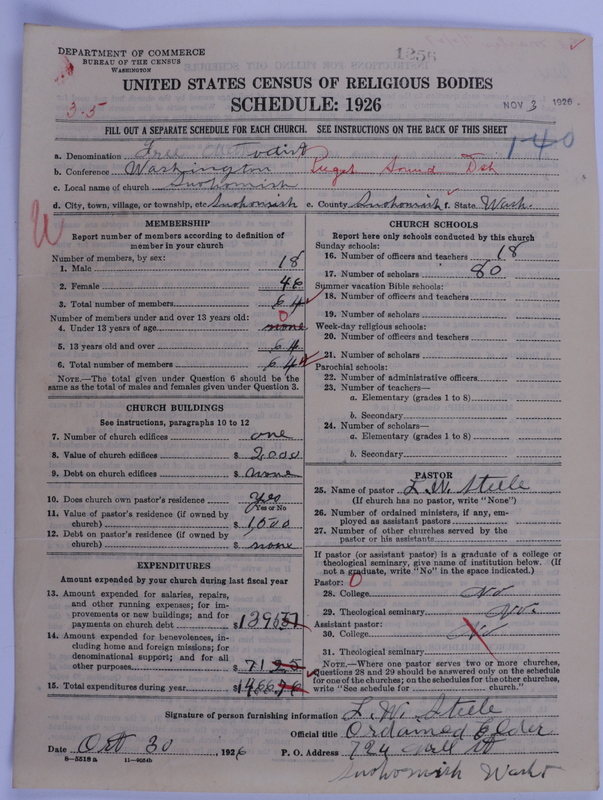 DEPARTMENT OF COMMERCE
BUREAU OF THE CENSUS
WASHINGTON
1256
UNITED STATES CENSUS OF RELIGIOUS BODIES
SCHEDULE: 1926
3.5
NOV 3 1926
FILL OUT A SEPARATE SCHEDULE FOR EACH CHURCH. SEE INSTRUCTIONS ON THE BACK OF THIS SHEET
140
a. Denomination Free Methodist
b. Conference Washington Puget Sound Dst
c. Local name of church Snohomish
d. City, town, village, or township, etc Snohomish e. County Snohomish f. State Wash.
MEMBERSHIP
Report number of members according to definition of member in your church
Number of members, by sex:
1. Male 18
2. Female 46
3. Total number of members 64
Number of members under and over 13 years old:
0
4. Under 13 years of age none
5. 13 years old and over 64
6. Total number of members 64
NOTE.—The total given under Question 6 should be
same as the total of males and females given under Question 3.
CHURCH BUILDINGS
See instructions, paragraphs 10 to 12
7. Number of church edifices one
8. Value of church edifices $ 2000
9. Debt on church edifices $ none
10. Does church own pastor's residence Yes
Yes or No
11. Value of pastor's residence (if owned by
church) $ 1000
12. Debt on pastor's residence (if owned by
church) $ none
EXPENDITURES
Amount expended by your church during last fiscal year
13. Amount expended for salaries, repairs,
and other running expenses; for im-
provements or new buildings; and for
payments on church debt $
14. Amount expended for benevolences, in-
cluding home and foreign missions; for
denominational support; and for all
other purposes $
15. Total expenditures during year $
CHURCH SCHOOLS
Report here only schools conducted by this church
Sunday schools:
16. Number of officers and teachers 18
17. Number of scholars 80
Summer vacation Bible schools:
18. Number of officers and teachers
19. Number of scholars
Week-day religious schools:
20. Number of officers and teachers
21. Number of scholars
Parochial schools:
22. Number of administrative officers
23. Number of teachers—
a. Elementary (grades 1 to 8)
b. Secondary
24. Number of scholars—
a. Elementary (grades 1 to 8)
b. Secondary
PASTOR
25. Name of pastor L. W. Steele
(If church has no pastor, write "None")
26. Number of ordained ministers, if any, em-
ployed as assistant pastors
27. Number of other churches served by the
pastor or his assistants
If pastor (or assistant pastor) is a graduate of a college or
theological seminary, give name of institution below. (If
not a graduate, write "No" in the space indicated.)
Pastor: 0
28. College No
29. Theological seminary No.
Assistant pastor:
30. College No
31. Theological seminary
NOTE.—Where one pastor serves two or more churches,
Questions 28 and 29 should be answered only on the schedule
for one of the churches; on the schedules for the other churches,
write "See schedule for church."
Signature of person furnishing information L. W. Steele
Official title Ordained Elder
Date Oct 30, 1926 P. O. Address
8—5518 a 11—9054b
Snohomish Wash